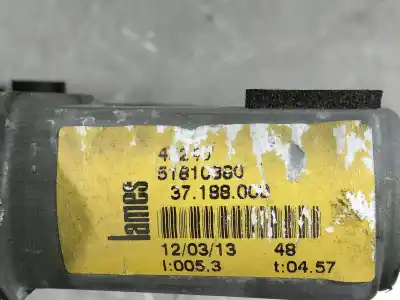 51810380
37.188.000
lames
12/03/13 48
I:005.3 t:04.57